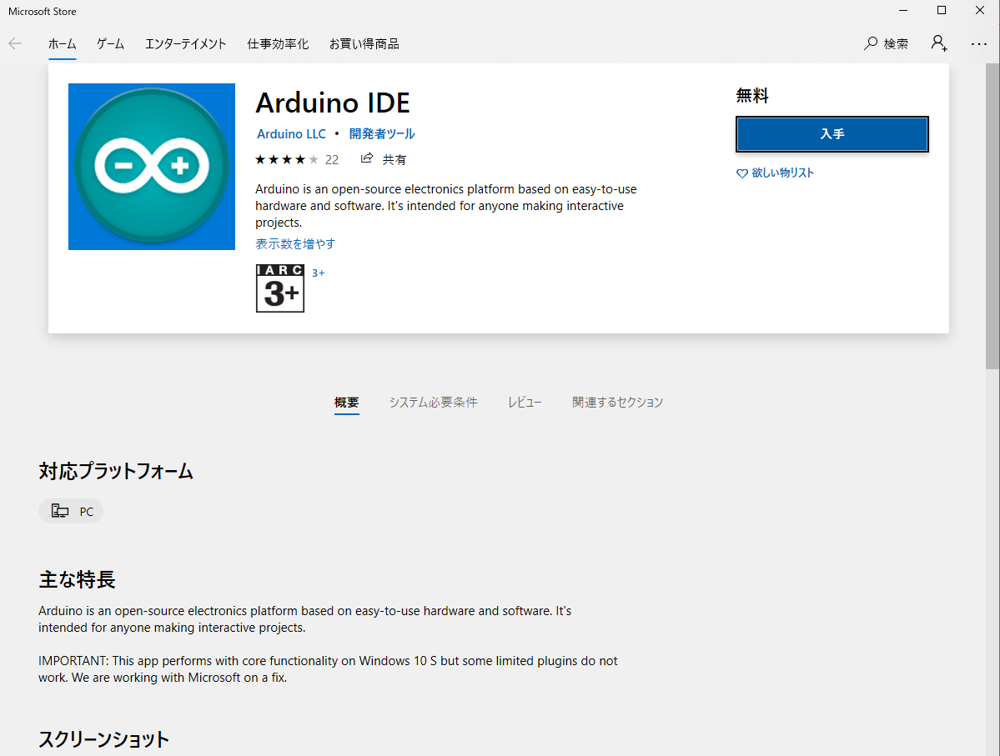 Microsoft Store
ホーム ゲーム エンターテイメント 仕事効率化 お買い得商品 検索
Arduino IDE
Arduino LLC • 開発者ツール
22 共有
Arduino is an open-source electronics platform based on easy-to-use
hardware and software. It's intended for anyone making interactive
projects.
表示数を増やす
IARC
3+
3+
無料
入手
欲しい物リスト
概要 システム必要条件 レビュー 関連するセクション
対応プラットフォーム
PC
主な特長
Arduino is an open-source electronics platform based on easy-to-use hardware and software. It's
intended for anyone making interactive projects.
IMPORTANT: This app performs with core functionality on Windows 10 S but some limited plugins do not
work. We are working with Microsoft on a fix.
スクリーンショット